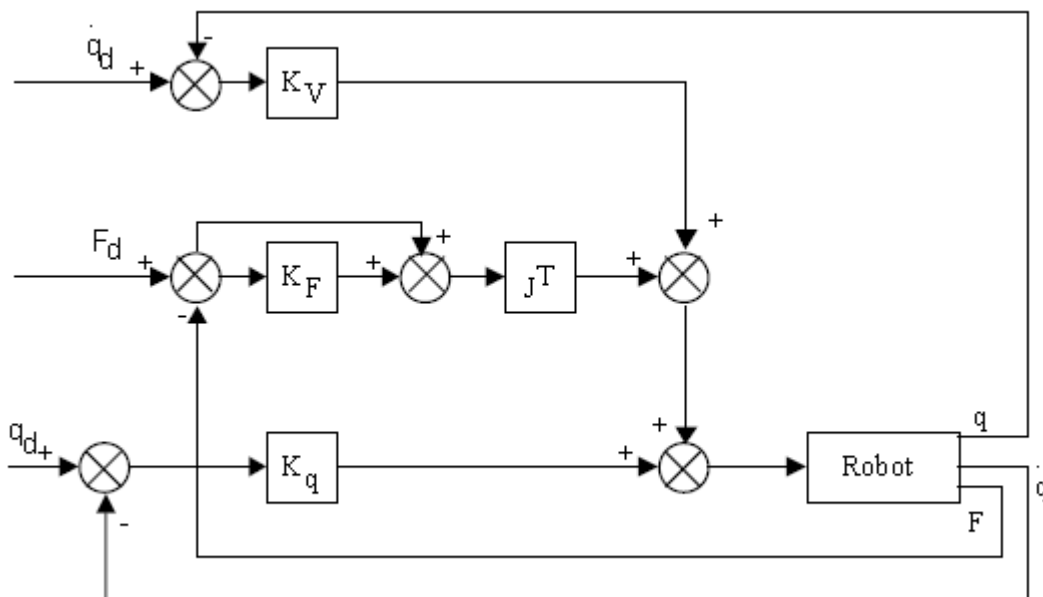 q̇d
+
-
KV
+
Fd
+
-
KF
+
+
JT
+
qd
+
-
Kq
+
+
Robot
q
q̇
F